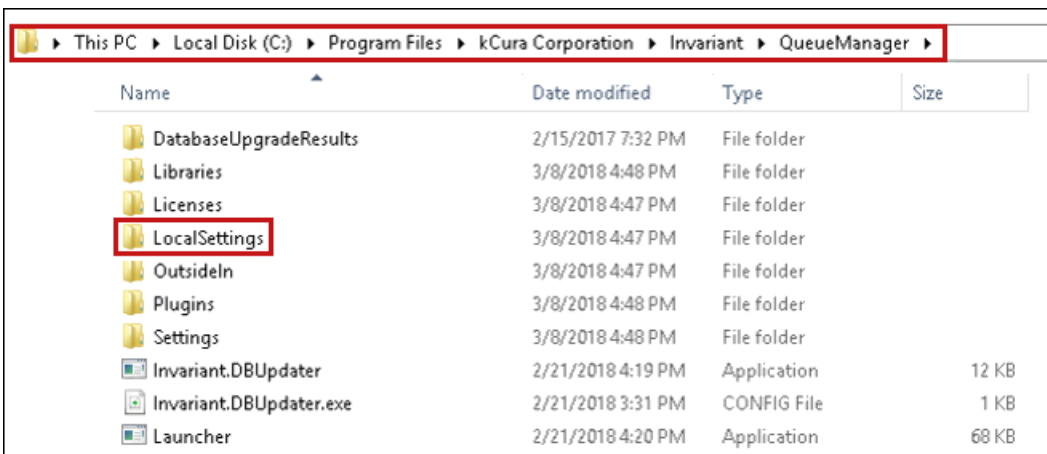 This PC Local Disk (C:) Program Files kCura Corporation Invariant QueueManager
Name Date modified Type Size
DatabaseUpgradeResults 2/15/2017 7:32 PM File folder
Libraries 3/8/2018 4:48 PM File folder
Licenses 3/8/2018 4:47 PM File folder
LocalSettings 3/8/2018 4:47 PM File folder
OutsideIn 3/8/2018 4:47 PM File folder
Plugins 3/8/2018 4:48 PM File folder
Settings 3/8/2018 4:48 PM File folder
Invariant.DBUpdater 2/21/2018 4:19 PM Application 12 KB
Invariant.DBUpdater.exe 2/21/2018 3:31 PM CONFIG File 1 KB
Launcher 2/21/2018 4:20 PM Application 68 KB